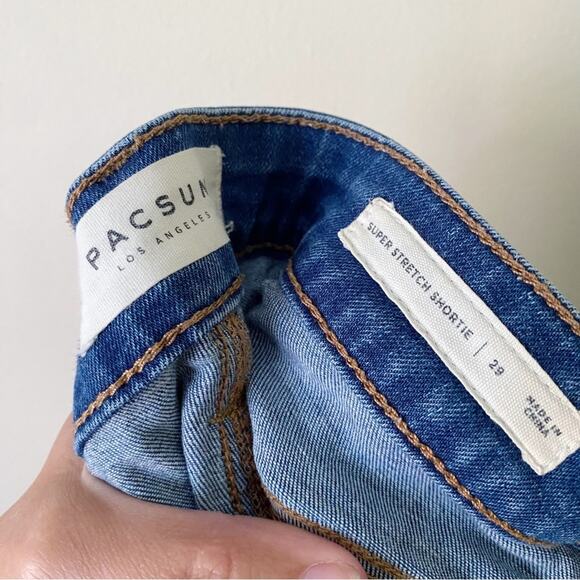 PACSUN
LOS ANGELES
SUPER STRETCH SHORTIE | 29
MADE IN
CHINA